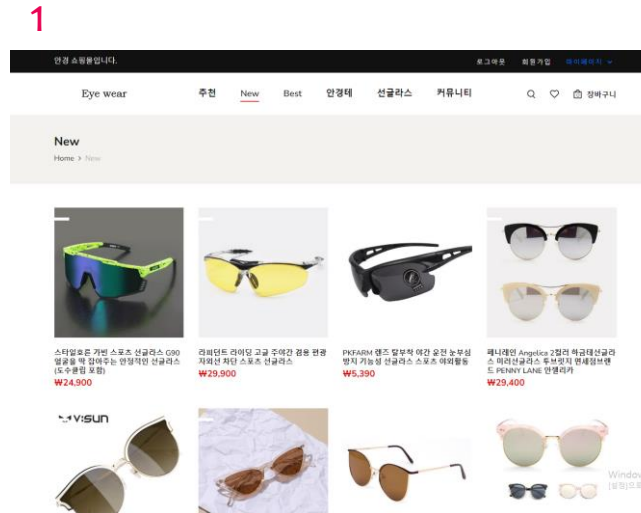 1
안경 쇼핑몰입니다.
로그아웃 회원가입 마이페이지
Eye wear
추천 New Best 안경테 선글라스 커뮤니티
장바구니
New
Home > New
스타일호른 가벼운 스포츠 선글라스 G90
얼굴을 딱 잡아주는 안정적인 선글라스
(도수클립 포함)
₩24,900
라피던트 라이딩 고글 주야간 겸용 편광
자외선 차단 스포츠 선글라스
₩29,900
PKFARM 렌즈 탈부착 야간 운전 눈부심
방지 기능성 선글라스 스포츠 야외활동
₩5,390
페니레인 Angelica 2컬러 하금테선글라
스 미러선글라스 투브릿지 면세점브랜
드 PENNY LANE 안젤리카
₩29,400
V:SUN
Window